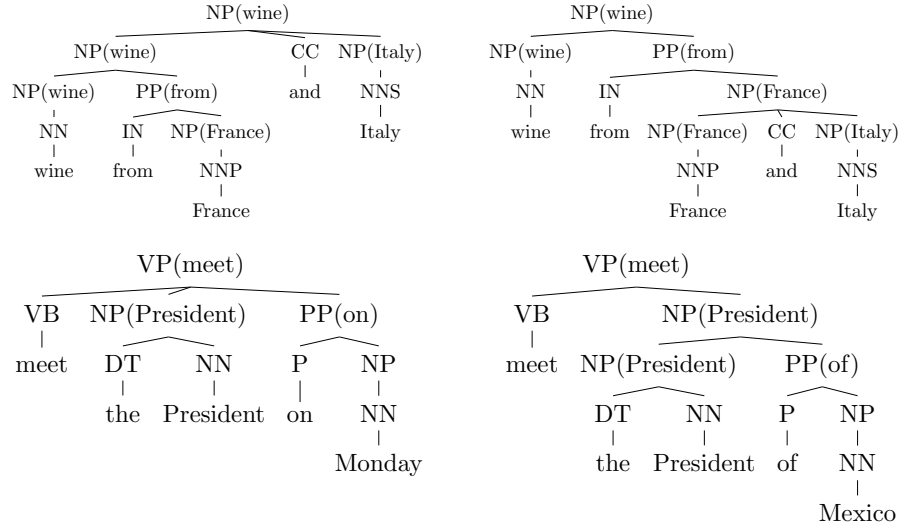 NP(wine)
NP(wine) CC NP(Italy)
NP(wine) PP(from) and NNS
NN IN NP(France) Italy
wine from NNP
France
NP(wine)
NP(wine) PP(from)
NN IN NP(France)
wine from NP(France) CC NP(Italy)
NNP and NNS
France Italy
VP(meet)
VB NP(President) PP(on)
meet DT NN P NP
the President on NN
Monday
VP(meet)
VB NP(President)
meet NP(President) PP(of)
DT NN P NP
the President of NN
Mexico